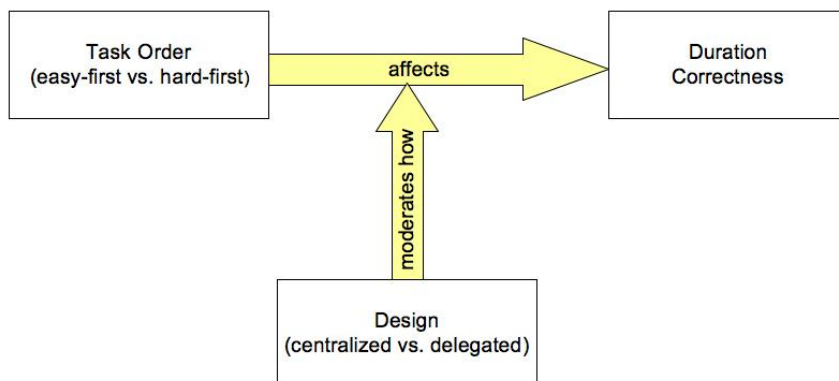 Task Order
(easy-first vs. hard-first)
affects
Duration
Correctness
moderates how
Design
(centralized vs. delegated)